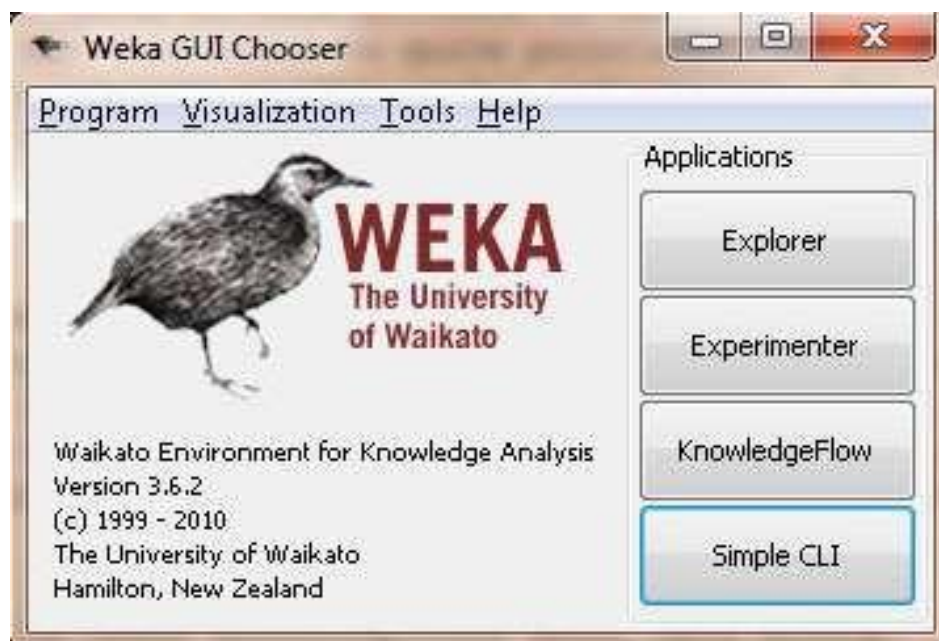 Weka GUI Chooser
Program Visualization Tools Help
WEKA
The University
of Waikato
Waikato Environment for Knowledge Analysis
Version 3.6.2
(c) 1999 - 2010
The University of Waikato
Hamilton, New Zealand
Applications
Explorer
Experimenter
KnowledgeFlow
Simple CLI